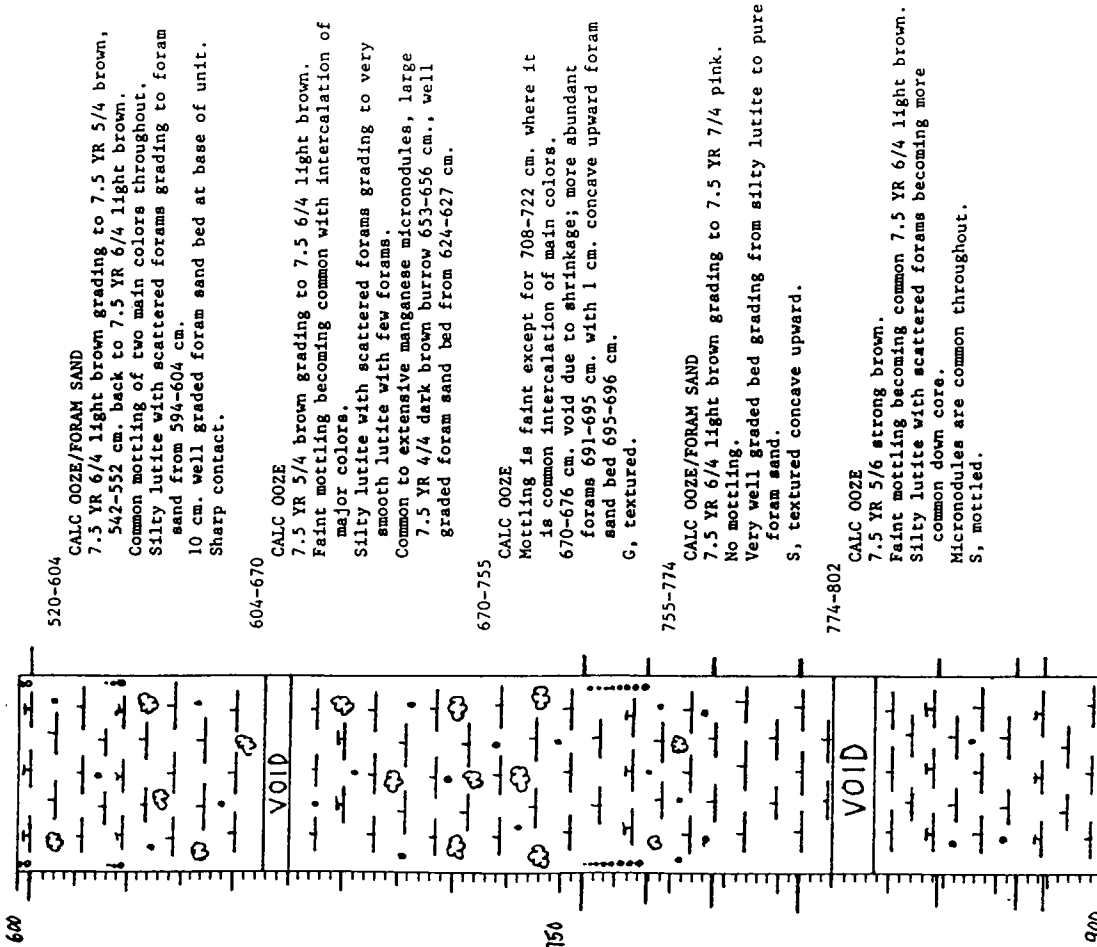 520-604
CALC OOZE/FORAM SAND
7.5 YR 6/4 light brown grading to 7.5 YR 5/4 brown,
542-552 cm. back to 7.5 YR 6/4 light brown.
Common mottling of two main colors throughout.
Silty lutite with scattered forams grading to foram
sand from 594-604 cm.
10 cm. well graded foram sand bed at base of unit.
Sharp contact.
604-670
CALC OOZE
7.5 YR 5/4 brown grading to 7.5 6/4 light brown.
Faint mottling becoming common with intercalation of
major colors.
Silty lutite with scattered forams grading to very
smooth lutite with few forams.
Common to extensive manganese micronodules, large
7.5 YR 4/4 dark brown burrow 653-656 cm., well
graded foram sand bed from 624-627 cm.
670-755
CALC OOZE
Mottling is faint except for 708-722 cm. where it
is common intercalation of main colors.
670-676 cm. void due to shrinkage; more abundant
forams 691-695 cm. with 1 cm. concave upward foram
sand bed 695-696 cm.
G, textured.
755-774
CALC OOZE/FORAM SAND
7.5 YR 6/4 light brown grading to 7.5 YR 7/4 pink.
No mottling.
Very well graded bed grading from silty lutite to pure
foram sand.
S, textured concave upward.
774-802
CALC OOZE
7.5 YR 5/6 strong brown.
Faint mottling becoming common 7.5 YR 6/4 light brown.
Silty lutite with scattered forams becoming more
common down core.
Micronodules are common throughout.
S, mottled.
600
VOID
750
VOID
900